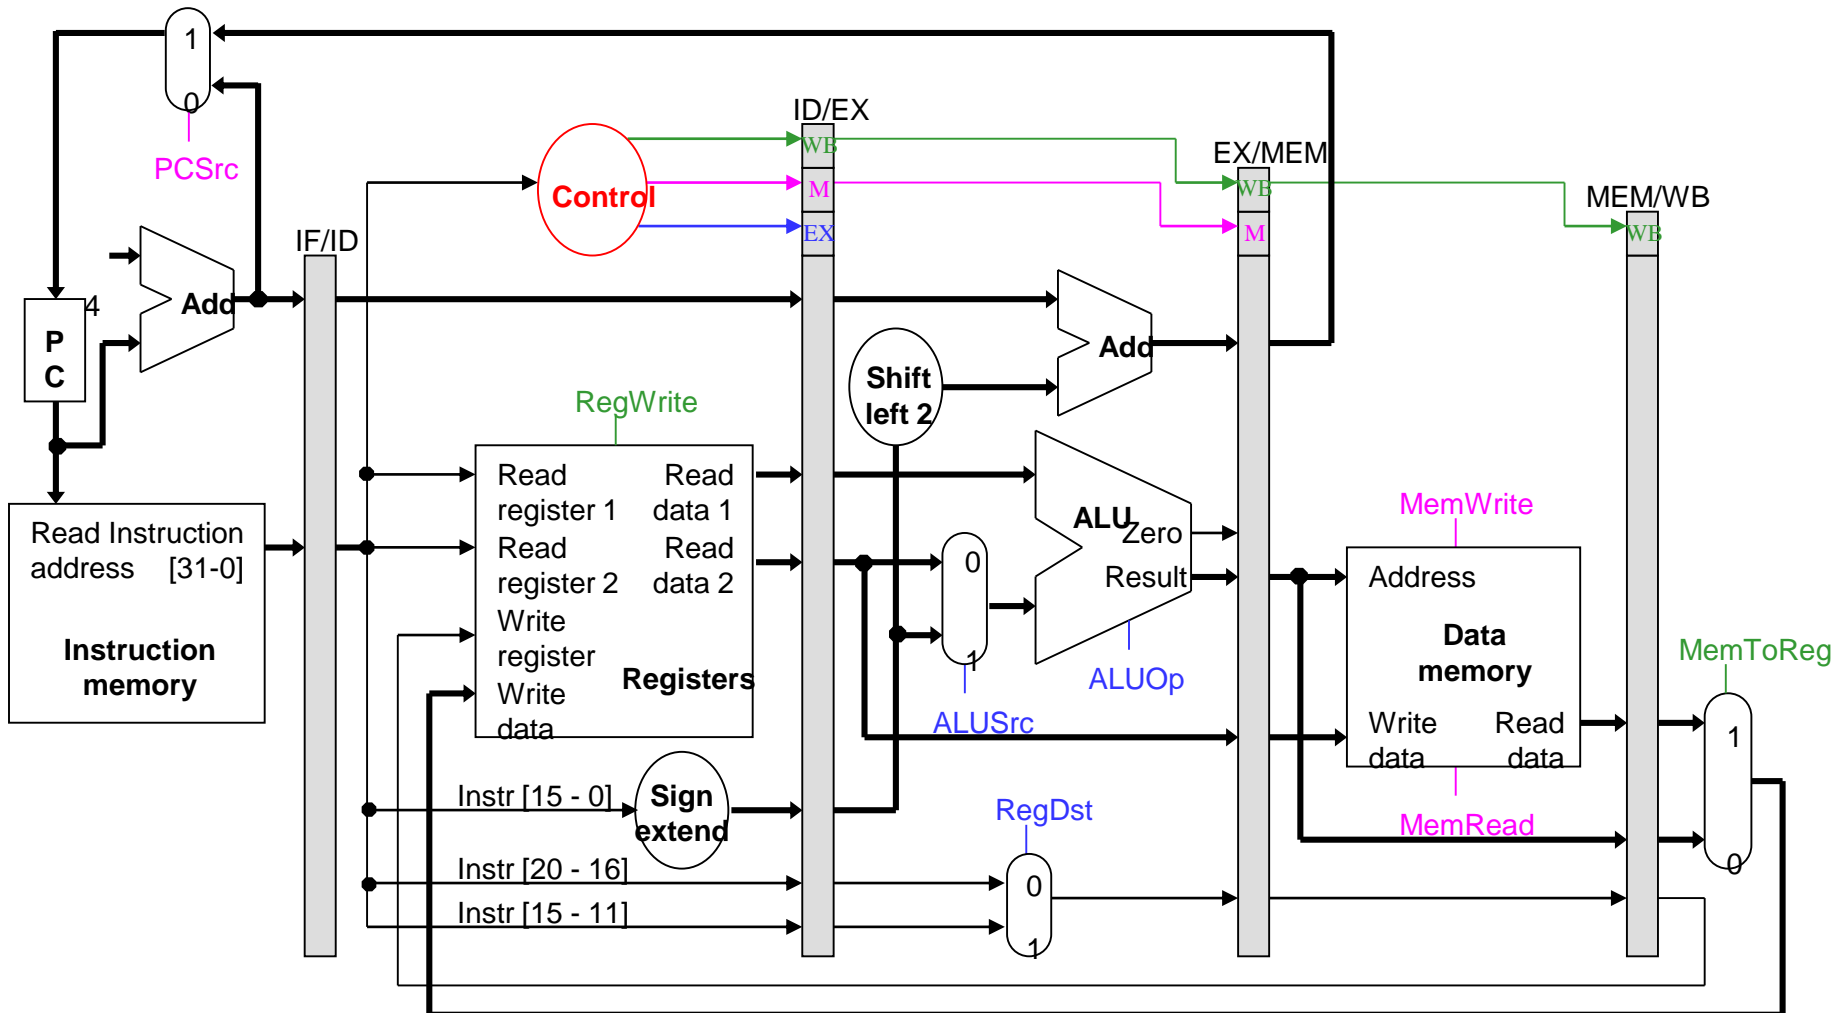 1
0
PCSrc
ID/EX
WB
M
EX
Control
EX/MEM
WB
M
MEM/WB
WB
IF/ID
Add
4
P
C
Add
Shift
left 2
RegWrite
Read
register 1
Read
data 1
Read
register 2
Read
data 2
Write
register
Write
data
Registers
Read Instruction
address [31-0]
Instruction
memory
0
1
ALUSrc
ALU
Zero
Result
ALUOp
MemWrite
Address
Data
memory
Write
data
Read
data
MemRead
MemToReg
1
0
Instr [15 - 0]
Sign
extend
Instr [20 - 16]
Instr [15 - 11]
RegDst
0
1